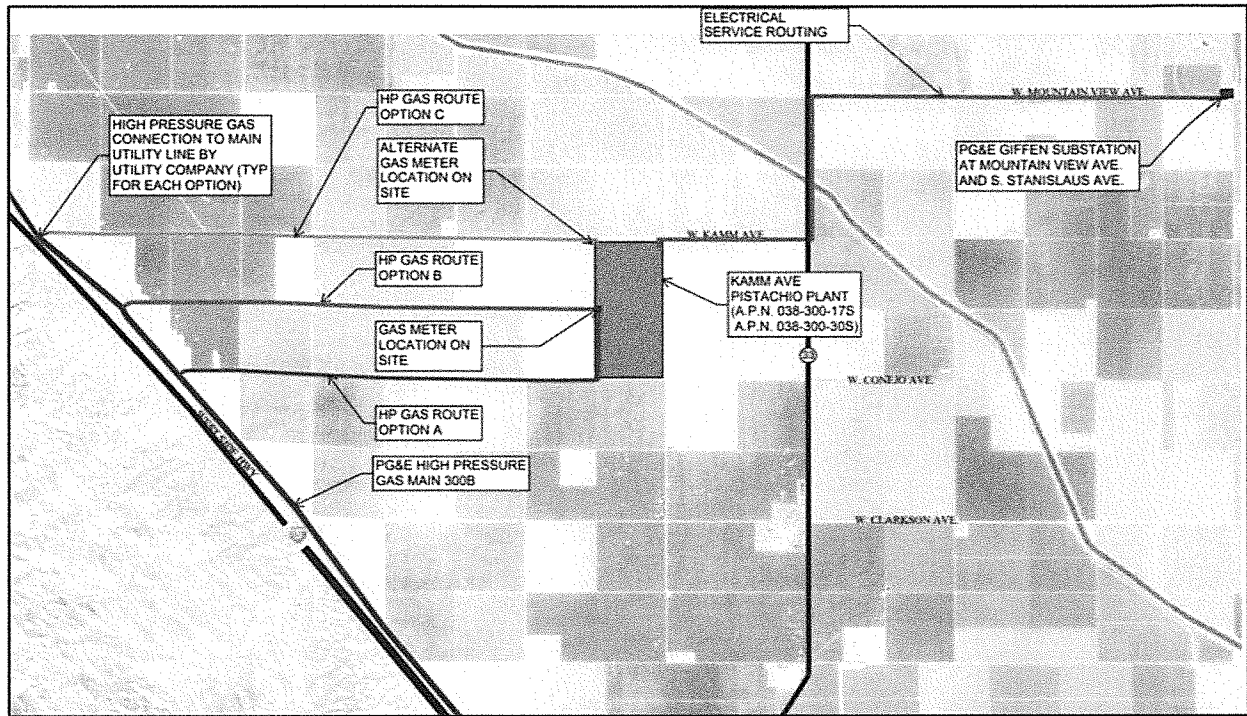 ELECTRICAL
SERVICE ROUTING
W. MOUNTAIN VIEW AVE.
HP GAS ROUTE
OPTION C
HIGH PRESSURE GAS
CONNECTION TO MAIN
UTILITY LINE BY
UTILITY COMPANY (TYP
FOR EACH OPTION)
ALTERNATE
GAS METER
LOCATION ON
SITE
PG&E GIFFEN SUBSTATION
AT MOUNTAIN VIEW AVE.
AND S. STANISLAUS AVE.
W. KAMM AVE.
HP GAS ROUTE
OPTION B
KAMM AVE
PISTACHIO PLANT
(A.P.N. 038-300-17S
A.P.N. 038-300-30S)
GAS METER
LOCATION ON
SITE
33
W. CONEJO AVE.
HP GAS ROUTE
OPTION A
WEST SIDE HWY
PG&E HIGH PRESSURE
GAS MAIN 300B
W. CLARKSON AVE.